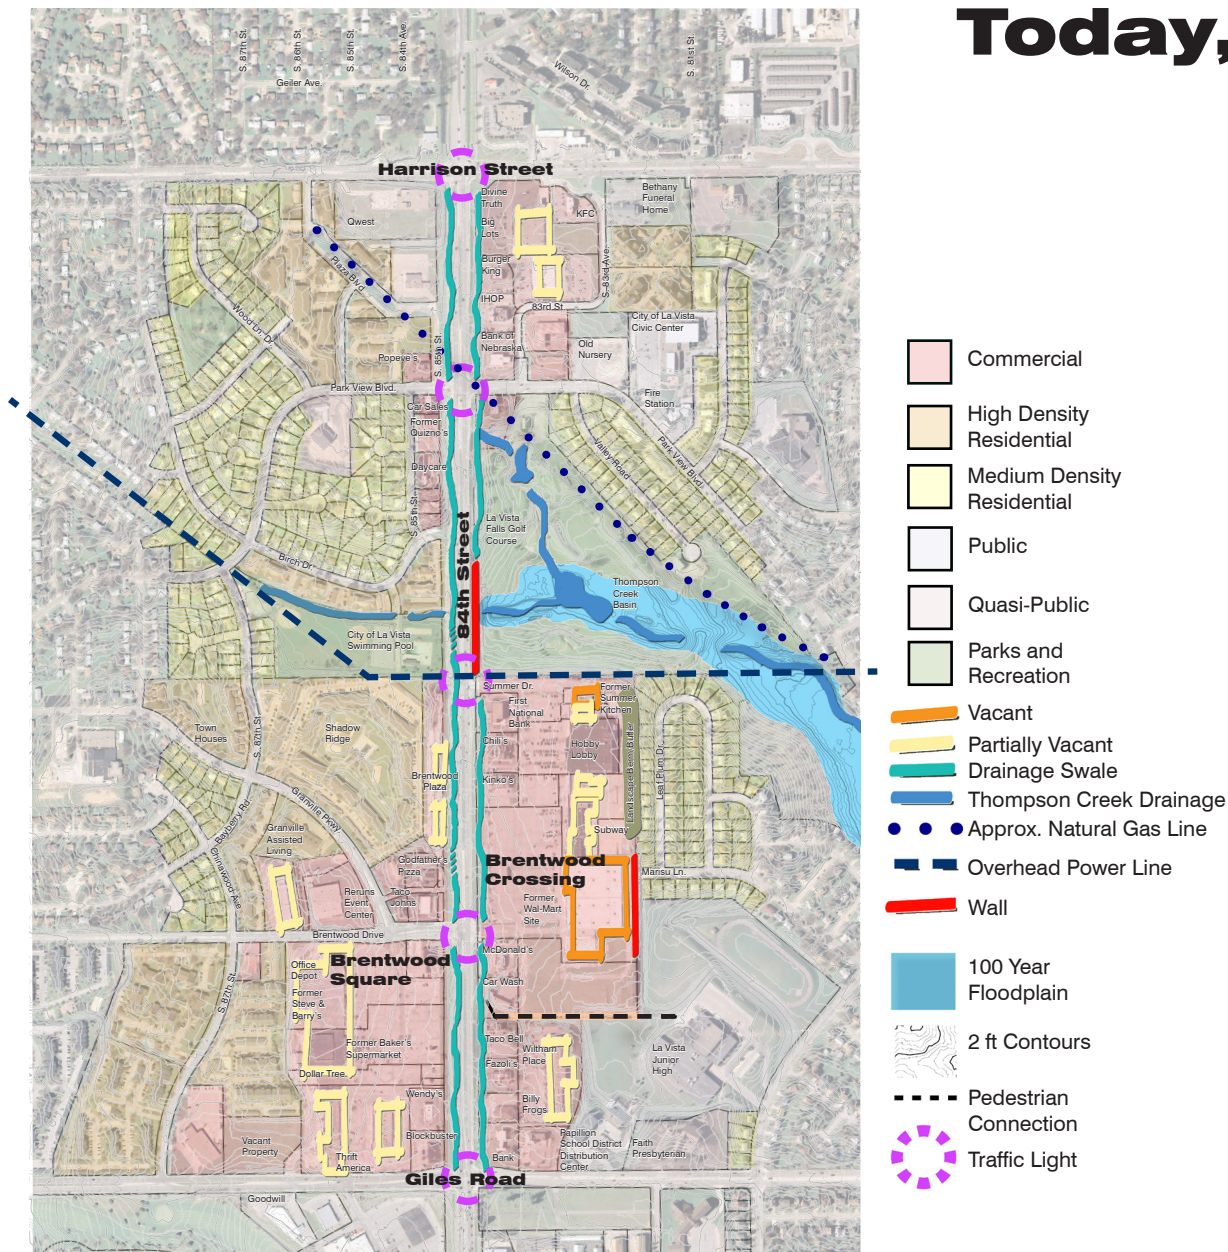 Today,
S. 87th St.
S. 86th St.
S. 85th St.
S. 84th Ave.
S. 81st St.
Geiler Ave.
Wilson Dr.
Harrison Street
Divine
Truth
Big
Lots
Burger
King
IHOP
Bank of
Nebraska
KFC
Bethany
Funeral
Home
Qwest
Plaza Blvd.
Wood Ln. Dr.
S. 83rd Ave.
83rd St.
City of La Vista
Civic Center
Old
Nursery
Popeye's
S. 85th St.
Park View Blvd.
Fire
Station
Car Sales
Former
Quizno's
Daycare
S. 85th St.
Valley Road
Park View Blvd.
La Vista
Falls Golf
Course
84th Street
Birch Dr.
Thompson
Creek
Basin
City of La Vista
Swimming Pool
Summer Dr.
First
National
Bank
Former
Summer
Kitchen
Town
Houses
S. 87th St.
Shadow
Ridge
Chili's
Hobby
Lobby
Landscape Berm/Buffer
Leaf Plum Dr.
Brentwood
Plaza
Kinko's
Granville Pkwy.
Bayberry Rd.
Chinawood Ave.
Granville
Assisted
Living
Subway
Godfather's
Pizza
Brentwood
Crossing
Marisu Ln.
Reruns
Event
Center
Taco
Johns
Former
Wal-Mart
Site
Brentwood Drive
McDonald's
Brentwood
Square
Office
Depot
Car Wash
S. 87th St.
Former
Steve &
Barry's
Former Baker's
Supermarket
Taco Bell
Fazoli's
Wiltham
Place
La Vista
Junior
High
Dollar Tree
Wendy's
Billy
Frogs
Blockbuster
Vacant
Property
Thrift
America
Papillion
School District
Distribution
Center
Faith
Presbyterian
Bank
Giles Road
Goodwill
Commercial
High Density
Residential
Medium Density
Residential
Public
Quasi-Public
Parks and
Recreation
Vacant
Partially Vacant
Drainage Swale
Thompson Creek Drainage
Approx. Natural Gas Line
Overhead Power Line
Wall
100 Year
Floodplain
2 ft Contours
Pedestrian
Connection
Traffic Light